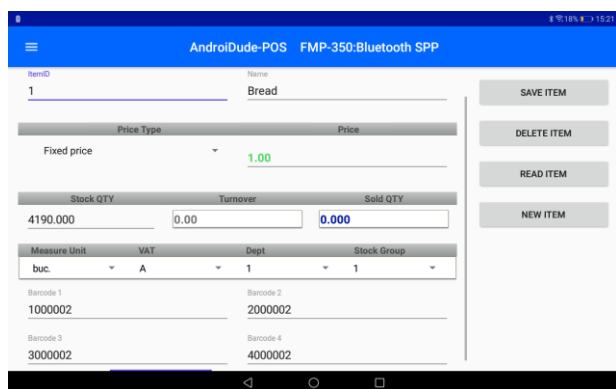 18% 15:21
AndroiDude-POS FMP-350:Bluetooth SPP
ItemID Name
1 Bread
SAVE ITEM
Price Type Price
DELETE ITEM
Fixed price 1.00
READ ITEM
Stock QTY Turnover Sold QTY
NEW ITEM
4190.000 0.00 0.000
Measure Unit VAT Dept Stock Group
buc. A 1 1
Barcode 1 Barcode 2
1000002 2000002
Barcode 3 Barcode 4
3000002 4000002